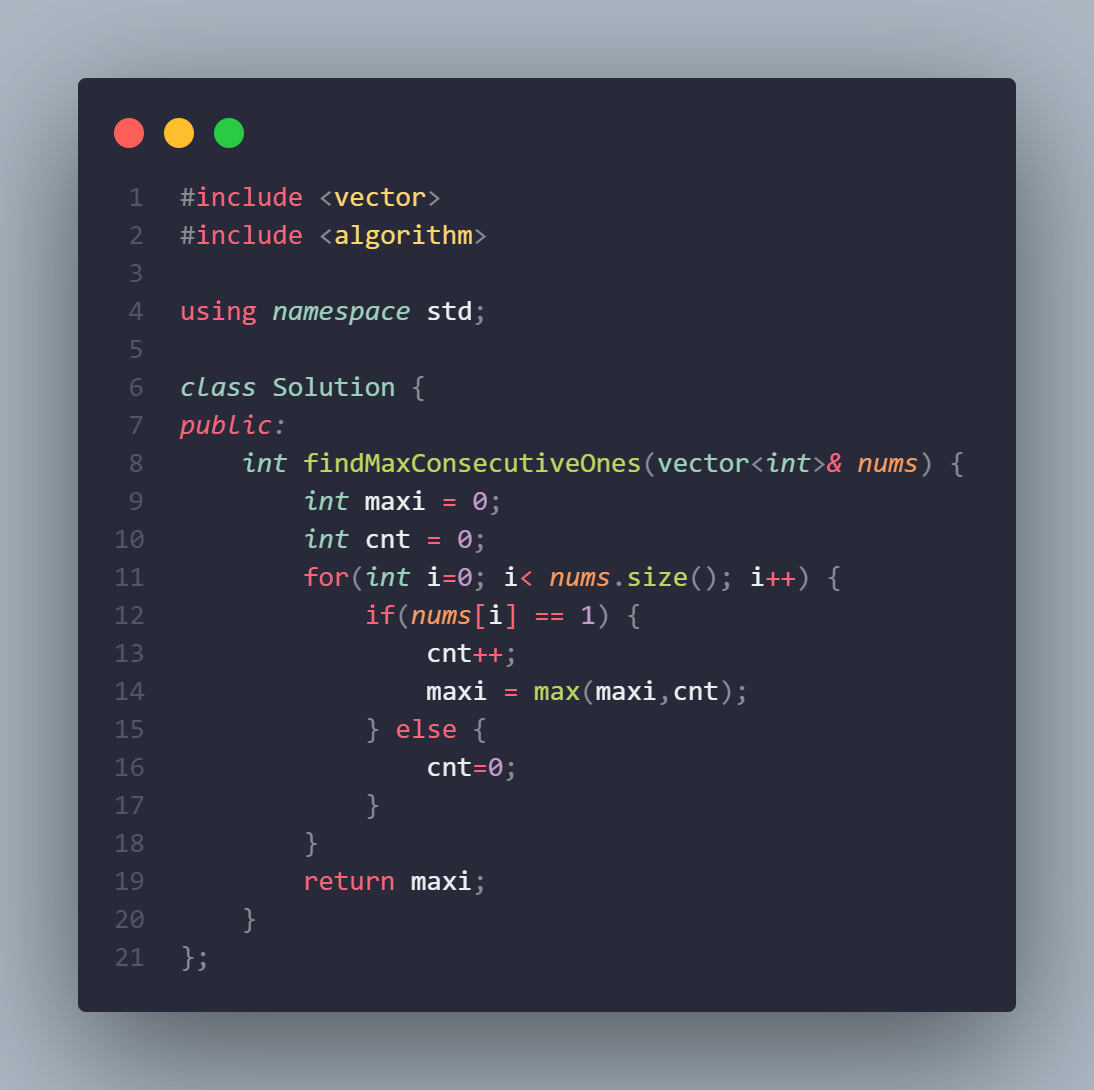 1 #include <vector>
2 #include <algorithm>
3
4 using namespace std;
5
6 class Solution {
7 public:
8     int findMaxConsecutiveOnes(vector<int>& nums) {
9         int maxi = 0;
10         int cnt = 0;
11         for(int i=0; i< nums.size(); i++) {
12             if(nums[i] == 1) {
13                 cnt++;
14                 maxi = max(maxi,cnt);
15             } else {
16                 cnt=0;
17             }
18         }
19         return maxi;
20     }
21 };